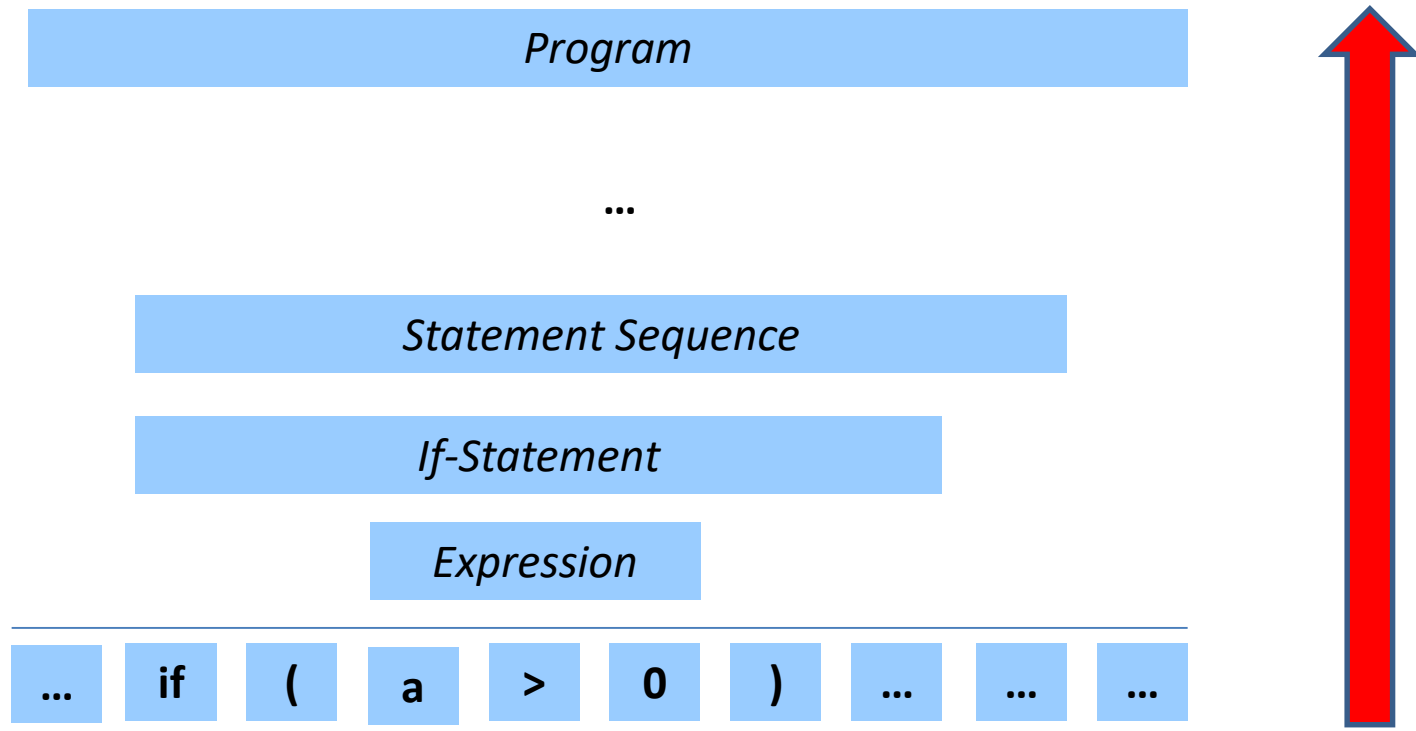 Program
...
Statement Sequence
If-Statement
Expression
... if ( a > 0 ) ... ... ...